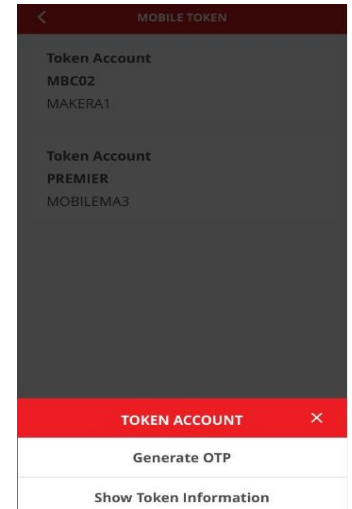 MOBILE TOKEN
Token Account
MBC02
MAKERA1
Token Account
PREMIER
MOBILEMA3
TOKEN ACCOUNT
Generate OTP
Show Token Information